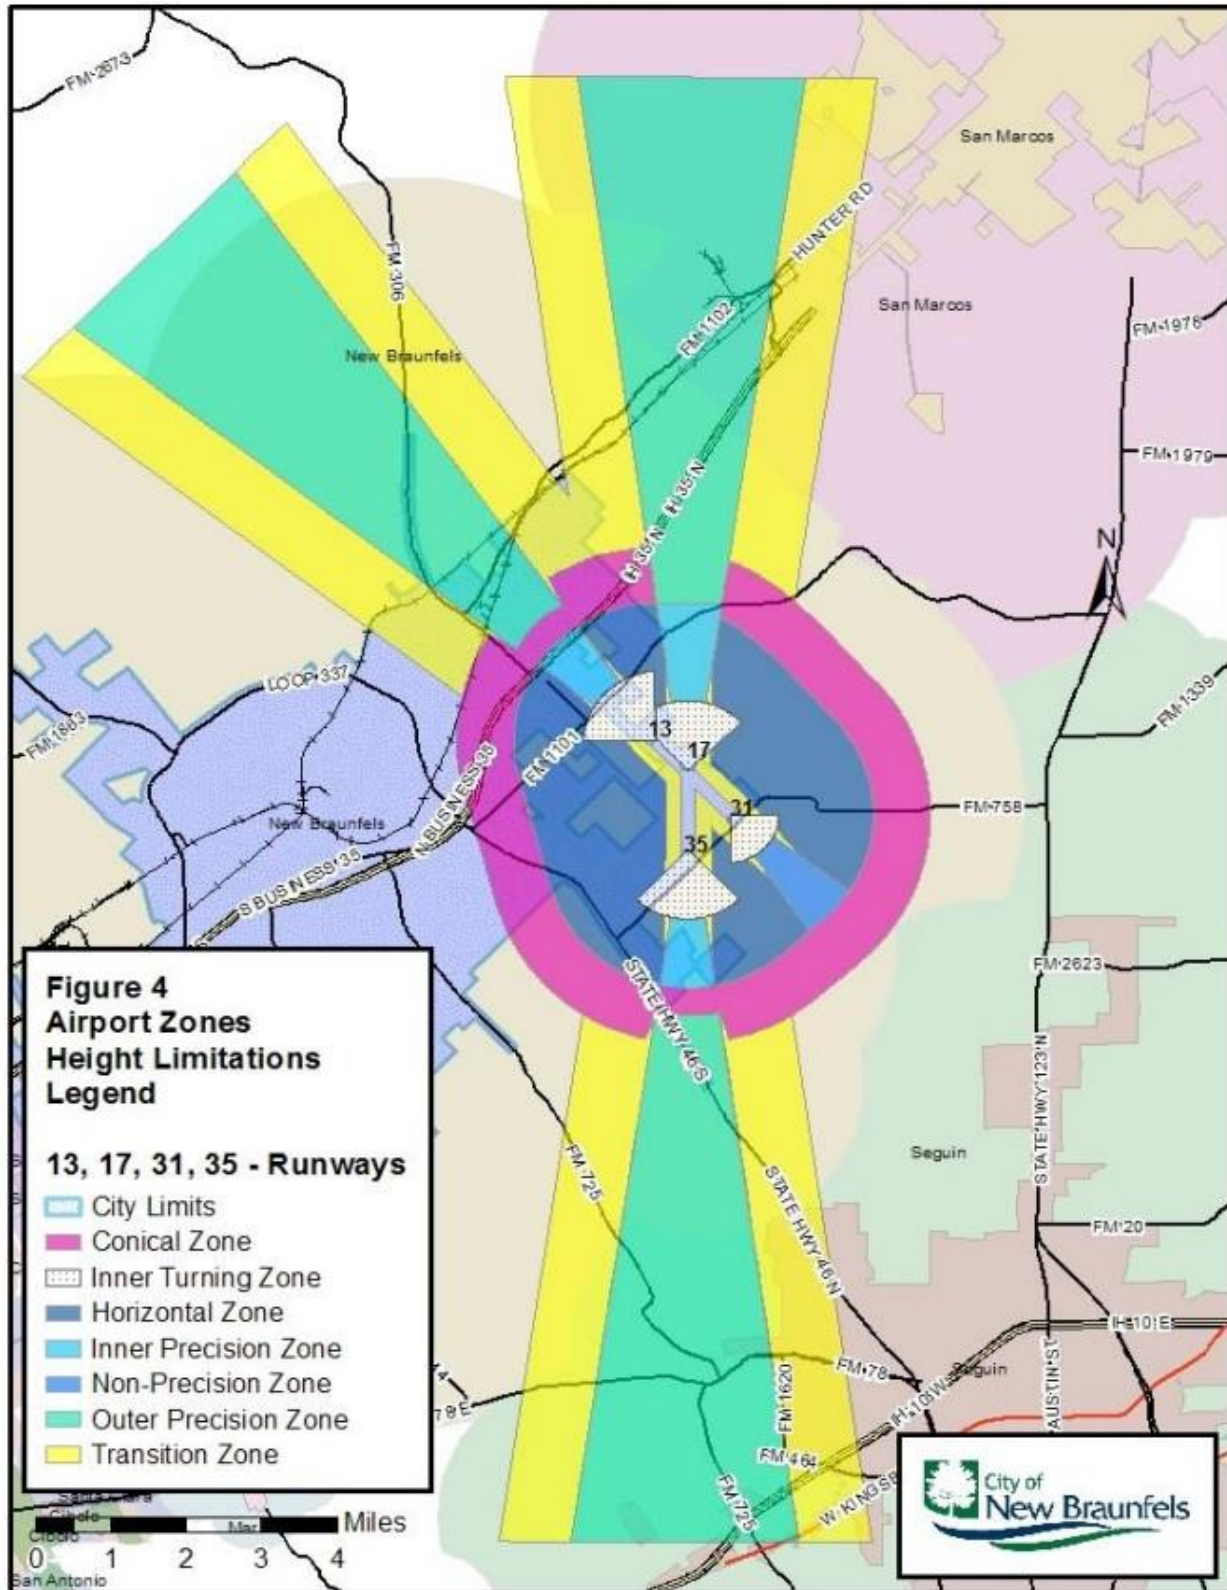 FM 2673
San Marcos
HUNTER RD
FM 306
San Marcos
FM 1102
FM 1978
New Braunfels
FM 1979
IH 35 N
IH 35 N
N
LOOP 337
FM 1339
FM 1863
13
17
FM 1101
31
FM 758
New Braunfels
N BUSINESS 35
35
S BUSINESS 35
FM 2623
STATE HWY 46 S
STATE HWY 123 N
Figure 4
Airport Zones
Height Limitations
Legend
13, 17, 31, 35 - Runways
City Limits
Conical Zone
Inner Turning Zone
Horizontal Zone
Inner Precision Zone
Non-Precision Zone
Outer Precision Zone
Transition Zone
Seguin
FM 725
STATE HWY 46 N
FM 20
IH 10 E
Seguin
FM 78
78 E
IH 10 W
AUSTIN ST
FM 1620
FM 464
FM 725
W KINGSB
City of
New Braunfels
Cibolo
Mar
Miles
Cibolo
0 1 2 3 4
San Antonio